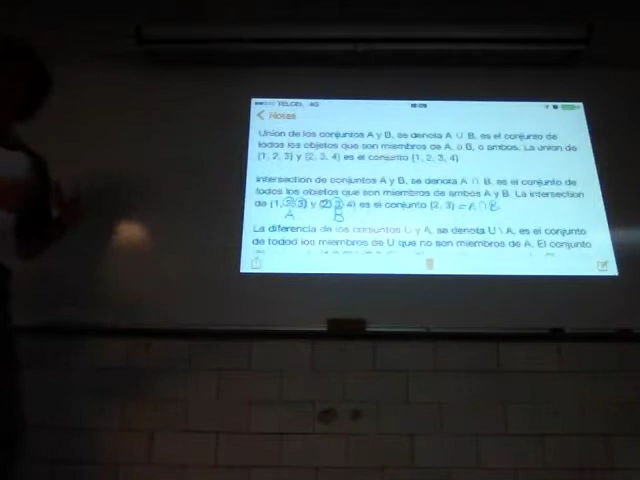 TELCEL 4G
Notas
Unión de los conjuntos A y B, se denota A ∪ B, es el conjunto de
todos los objetos que son miembros de A, o B, o ambos. La unión de
{1, 2, 3} y {2, 3, 4} es el conjunto {1, 2, 3, 4}
Intersection de conjuntos A y B, se denota A ∩ B, es el conjunto de
todos los objetos que son miembros de ambos A y B. La intersection
de {1, 2, 3} y {2, 3, 4} es el conjunto {2, 3} = A ∩ B
A B
La diferencia de los conjuntos U y A, se denota U \ A, es el conjunto
de todod los miembros de U que no son miembros de A. El conjunto